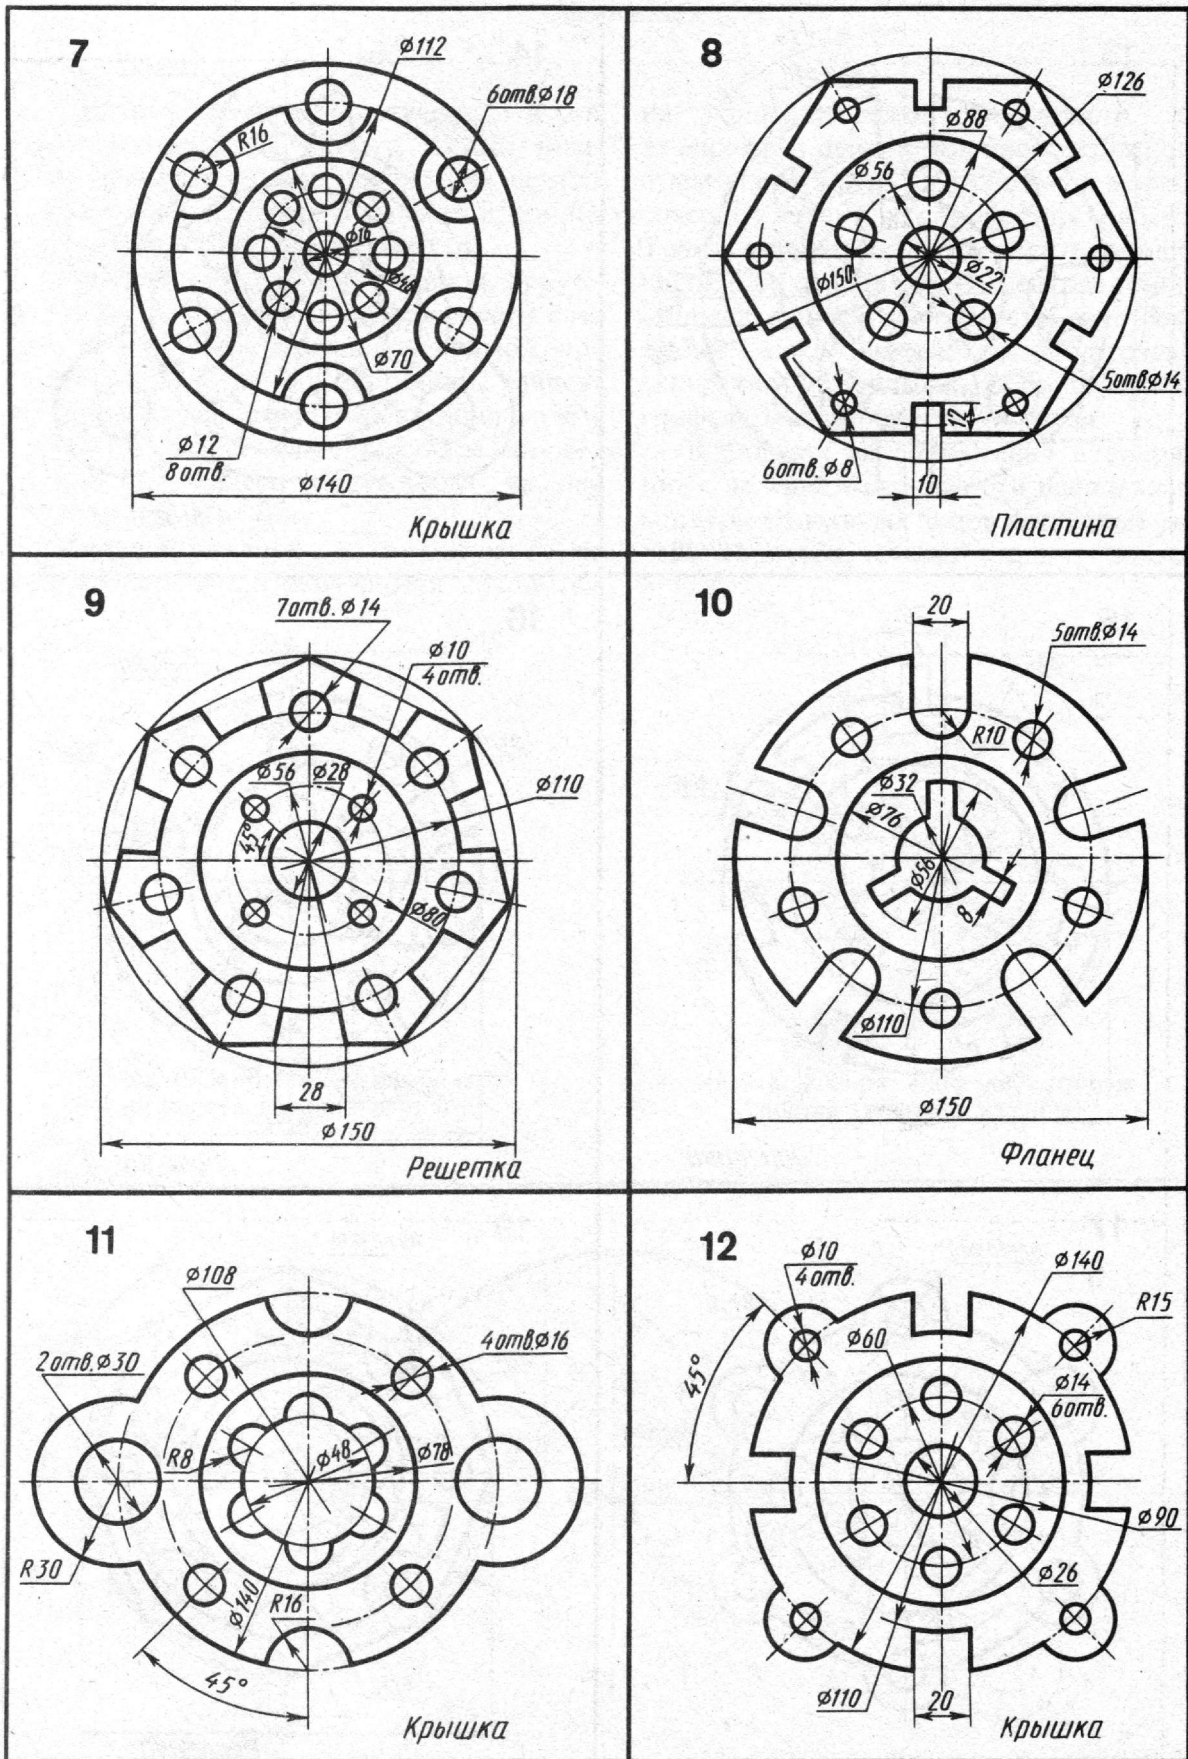 7
ø112
6отв.ø18
R16
ø16
ø48
ø70
ø12
8отв.
ø140
Крышка
8
ø126
ø88
ø56
ø22
ø150
5отв.ø14
12
6отв.ø8
10
Пластина
9
7отв.ø14
ø10
4отв.
ø56
ø28
ø110
45°
ø80
28
ø150
Решетка
10
20
5отв.ø14
R10
ø32
ø76
ø56
8
ø110
ø150
Фланец
11
ø108
4отв.ø16
2отв.ø30
R8
ø48
ø78
R30
ø140
R16
45°
Крышка
12
ø10
4отв.
ø140
R15
ø60
45°
ø14
6отв.
ø90
ø26
ø110
20
Крышка